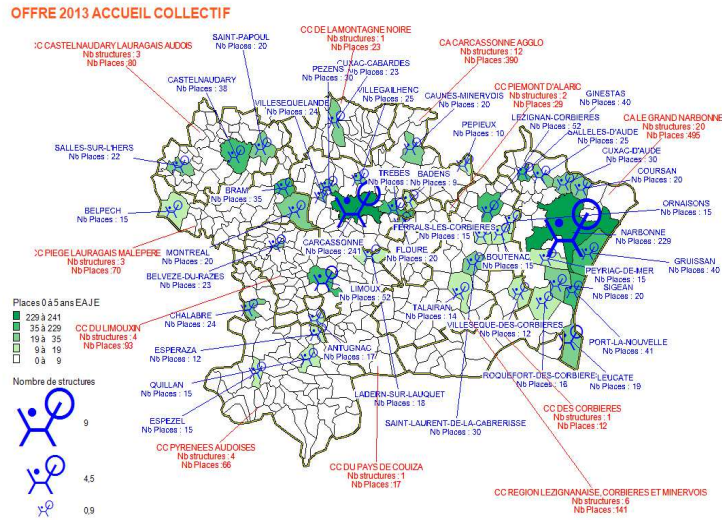 OFFRE 2013 ACCUEIL COLLECTIF
CC CASTELNAUDARY LAURAGAIS AUDOIS
Nb structures : 3
Nb Places : 80
SAINT-PAPOUL
Nb Places : 20
CC DE LA MONTAGNE NOIRE
Nb structures : 1
Nb Places : 23
CUXAC-CABARDES
Nb Places : 23
PEZENS
Nb Places : 30
CA CARCASSONNE AGGLO
Nb structures : 12
Nb Places : 390
CASTELNAUDARY
Nb Places : 38
VILLESEQUELANDE
Nb Places : 24
VILLEGAILHENC
Nb Places : 25
CAUNES-MINERVOIS
Nb Places : 20
CC PIEMONT D'ALARIC
Nb structures : 2
Nb Places : 29
GINESTAS
Nb Places : 40
PEPIEUX
Nb Places : 10
LEZIGNAN-CORBIERES
Nb Places : 52
CA LE GRAND NARBONNE
Nb structures : 20
Nb Places : 495
SALLELES-D'AUDE
Nb Places : 25
CUXAC-D'AUDE
Nb Places : 30
COURSAN
Nb Places : 20
SALLES-SUR-L'HERS
Nb Places : 22
BRAM
Nb Places : 35
TREBES
Nb Places :
BADENS
Nb Places : 9
BELPECH
Nb Places : 15
ORNAISONS
Nb Places : 15
NARBONNE
Nb Places : 229
FERRALS-LES-CORBIERES
Nb Places : 15
CC PIEGE LAURAGAIS MALEPERE
Nb structures : 3
Nb Places : 70
MONTREAL
Nb Places : 20
CARCASSONNE
Nb Places : 241
FLOURE
Nb Places : 20
BOUTENAC
Nb Places : 15
GRUISSAN
Nb Places : 40
PEYRIAC-DE-MER
Nb Places : 15
BELVEZE-DU-RAZES
Nb Places : 23
SIGEAN
Nb Places : 20
LIMOUX
Nb Places : 52
TALAIRAN
Nb Places : 14
Places 0 à 5 ans EAJE
229 à 241
35 à 229
19 à 35
9 à 19
0 à 9
CC DU LIMOUXIN
Nb structures : 4
Nb Places : 93
CHALABRE
Nb Places : 24
VILLESEQUE-DES-CORBIERES
Nb Places : 12
PORT-LA-NOUVELLE
Nb Places : 41
ESPERAZA
Nb Places : 12
ANTUGNAC
Nb Places : 17
ROQUEFORT-DES-CORBIERE
Nb Places : 16
LEUCATE
Nb Places : 19
Nombre de structures
9
4,5
0,9
QUILLAN
Nb Places : 15
LADERN-SUR-LAUQUET
Nb Places : 18
ESPEZEL
Nb Places : 15
SAINT-LAURENT-DE-LA-CABRERISSE
Nb Places : 30
CC DES CORBIERES
Nb structures : 1
Nb Places : 12
CC PYRENEES AUDOISES
Nb structures : 4
Nb Places : 66
CC DU PAYS DE COUIZA
Nb structures : 1
Nb Places : 17
CC REGION LEZIGNANAISE, CORBIERES ET MINERVOIS
Nb structures : 6
Nb Places : 141